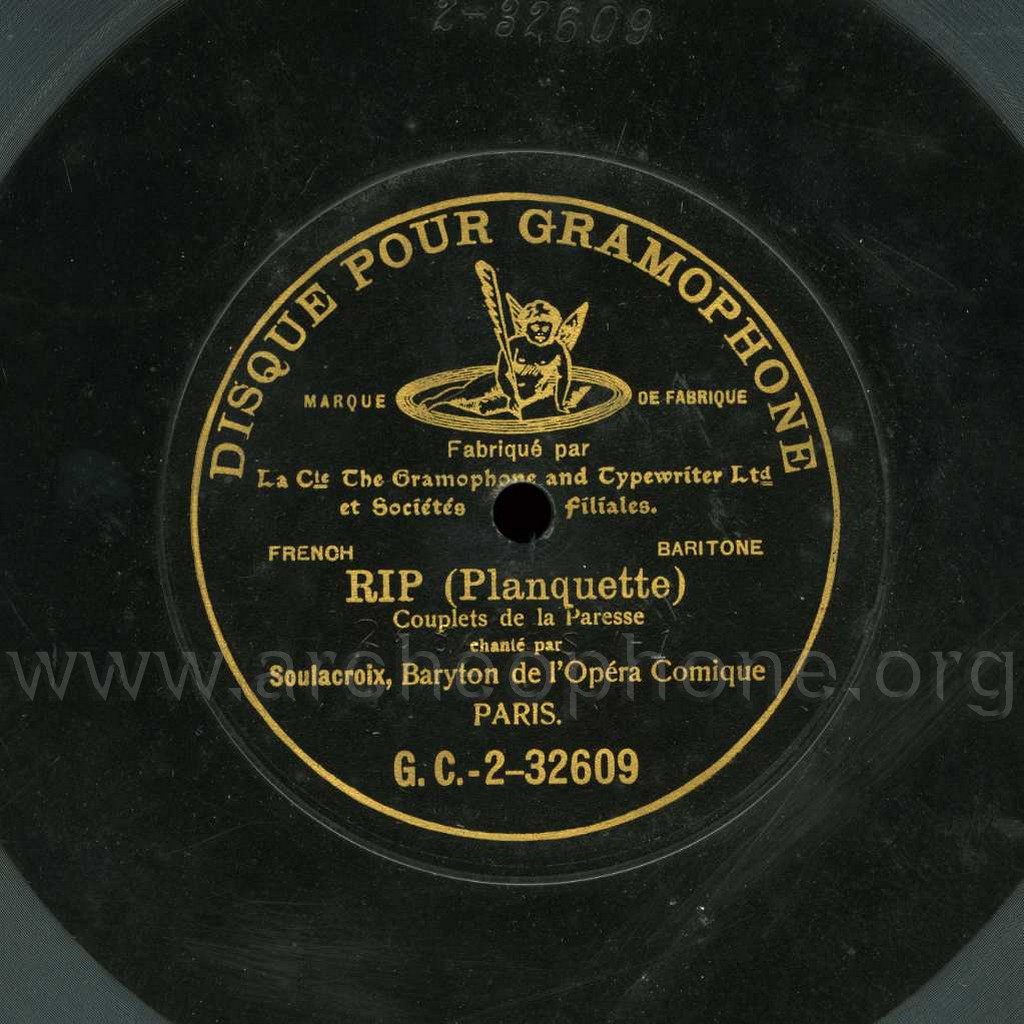 2-32609
DISQUE POUR GRAMOPHONE
MARQUE DE FABRIQUE
Fabriqué par
La Cie The Gramophone and Typewriter Ltd
et Sociétés filiales.
FRENCH BARITONE
RIP (Planquette)
Couplets de la Paresse
chanté par
www.archeophone.org
Soulacroix, Baryton de l'Opéra Comique
PARIS.
G.C.-2-32609